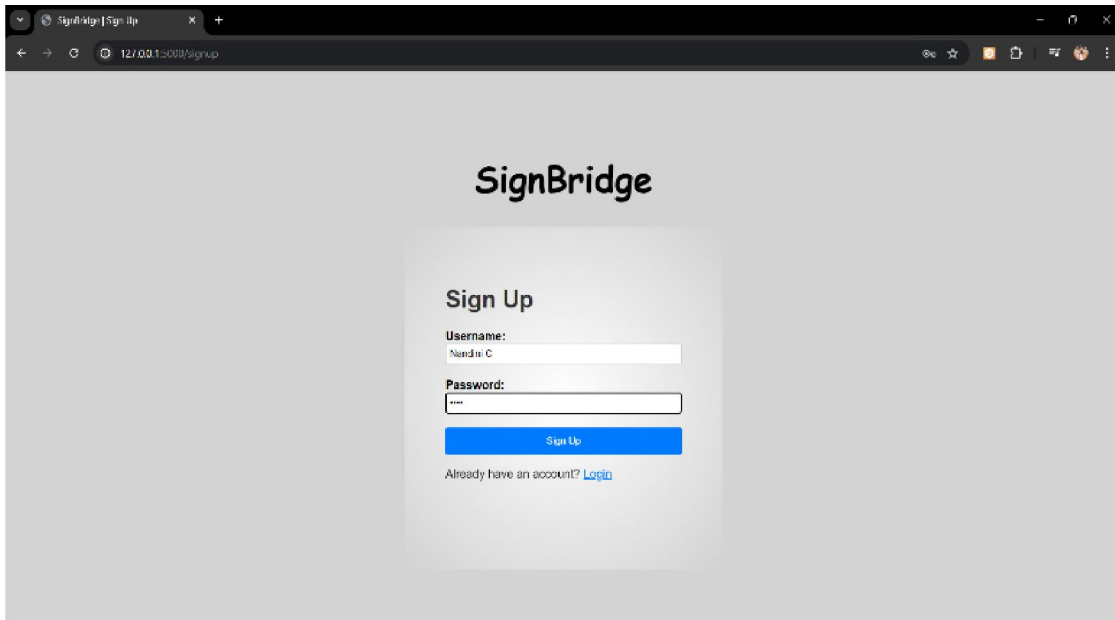 SignBridge | Sign Up
127.0.0.1:5000/signup
SignBridge
Sign Up
Username:
Nandini C
Password:
••••
Sign Up
Already have an account? Login